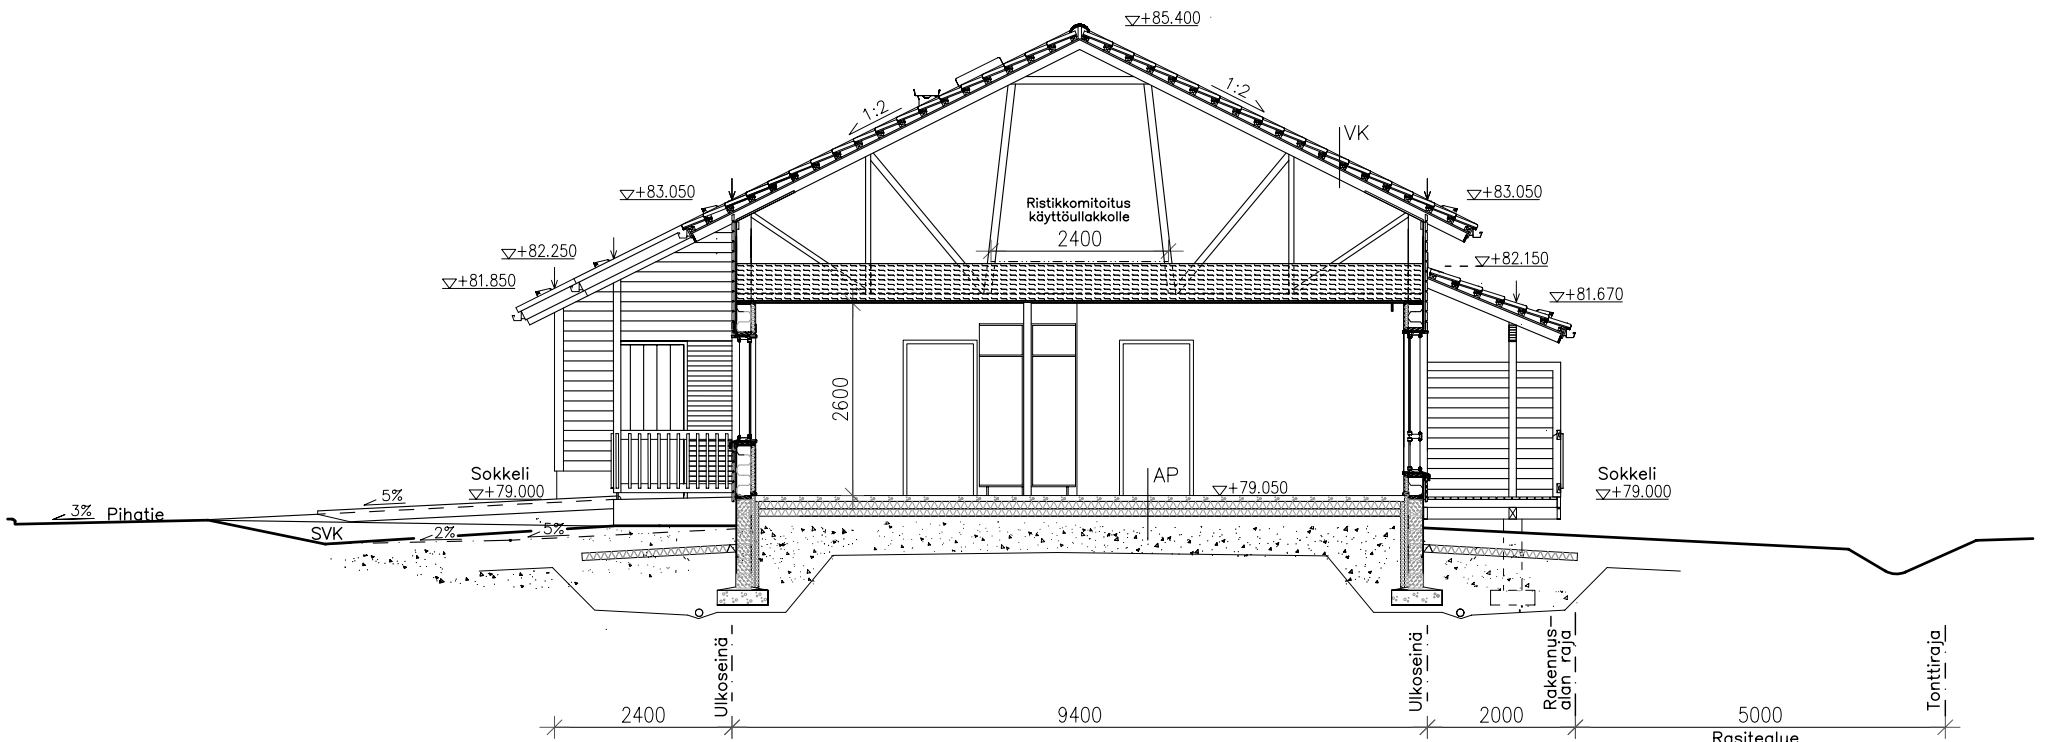 +85.400
1:2
1:2
VK
+83.050
+83.050
Ristikkomitoitus
käyttöullakkolle
2400
+82.250
+82.150
+81.850
+81.670
2600
Sokkeli
+79.000
AP
+79.050
Sokkeli
+79.000
5%
3%
Pihatie
SVK
2%
5%
Ulkoseinä
Ulkoseinä
Rakennus-
alan raja
Tonttiraja
2400
9400
2000
5000
Rasitealue